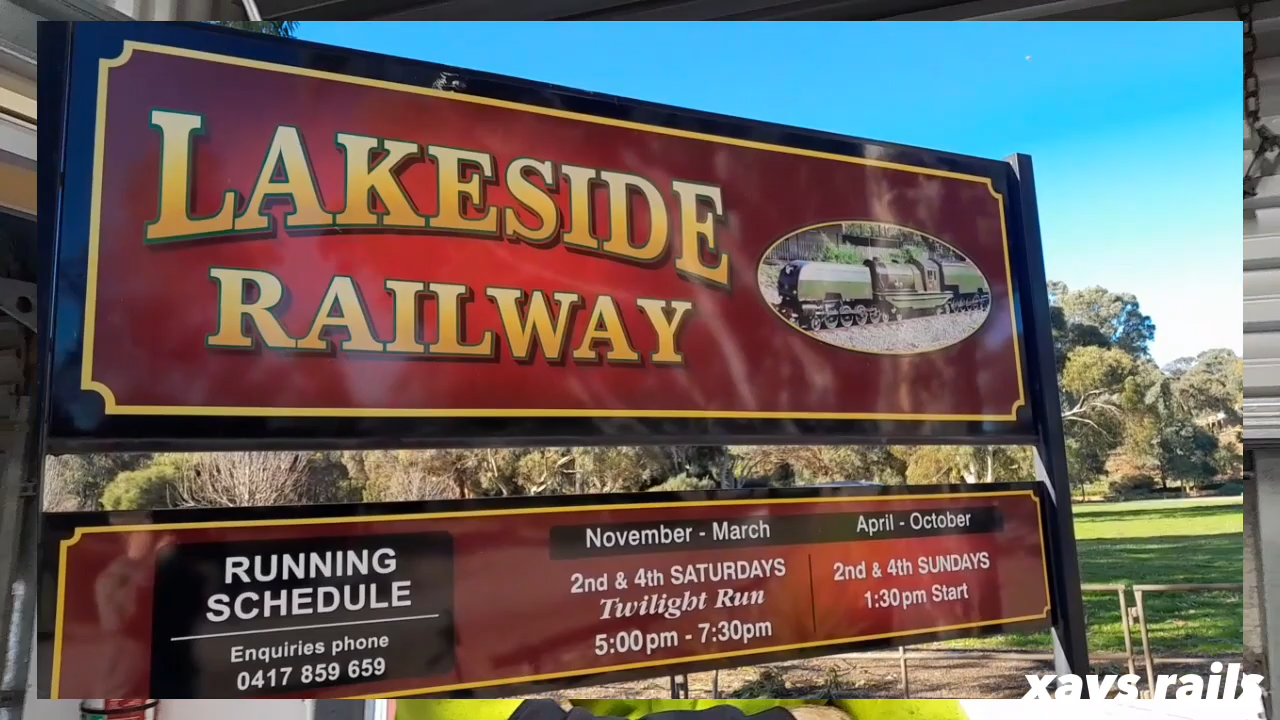 LAKESIDE
RAILWAY
RUNNING
SCHEDULE
Enquiries phone
0417 859 659
November - March
2nd & 4th SATURDAYS
Twilight Run
5:00pm - 7:30pm
April - October
2nd & 4th SUNDAYS
1:30pm Start
xavs rails